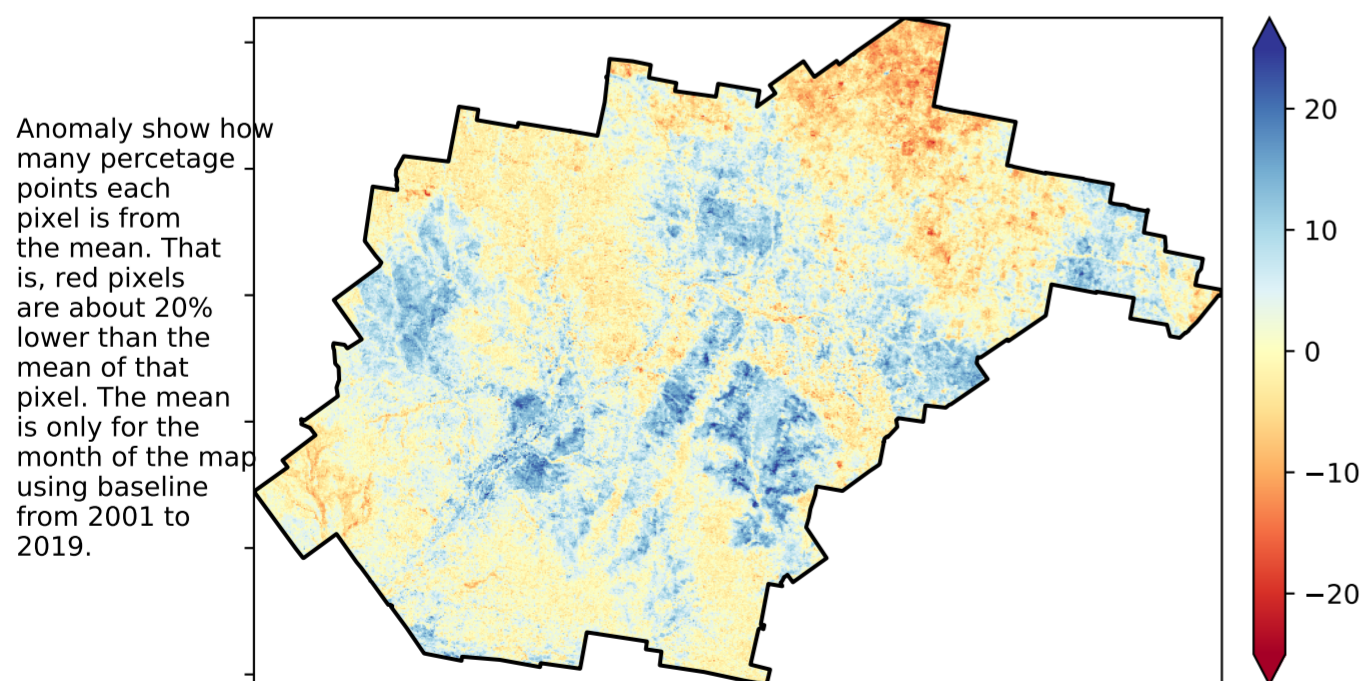 Anomaly show how
many percetage
points each
pixel is from
the mean. That
is, red pixels
are about 20%
lower than the
mean of that
pixel. The mean
is only for the
month of the map
using baseline
from 2001 to
2019.
20
10
0
−10
−20